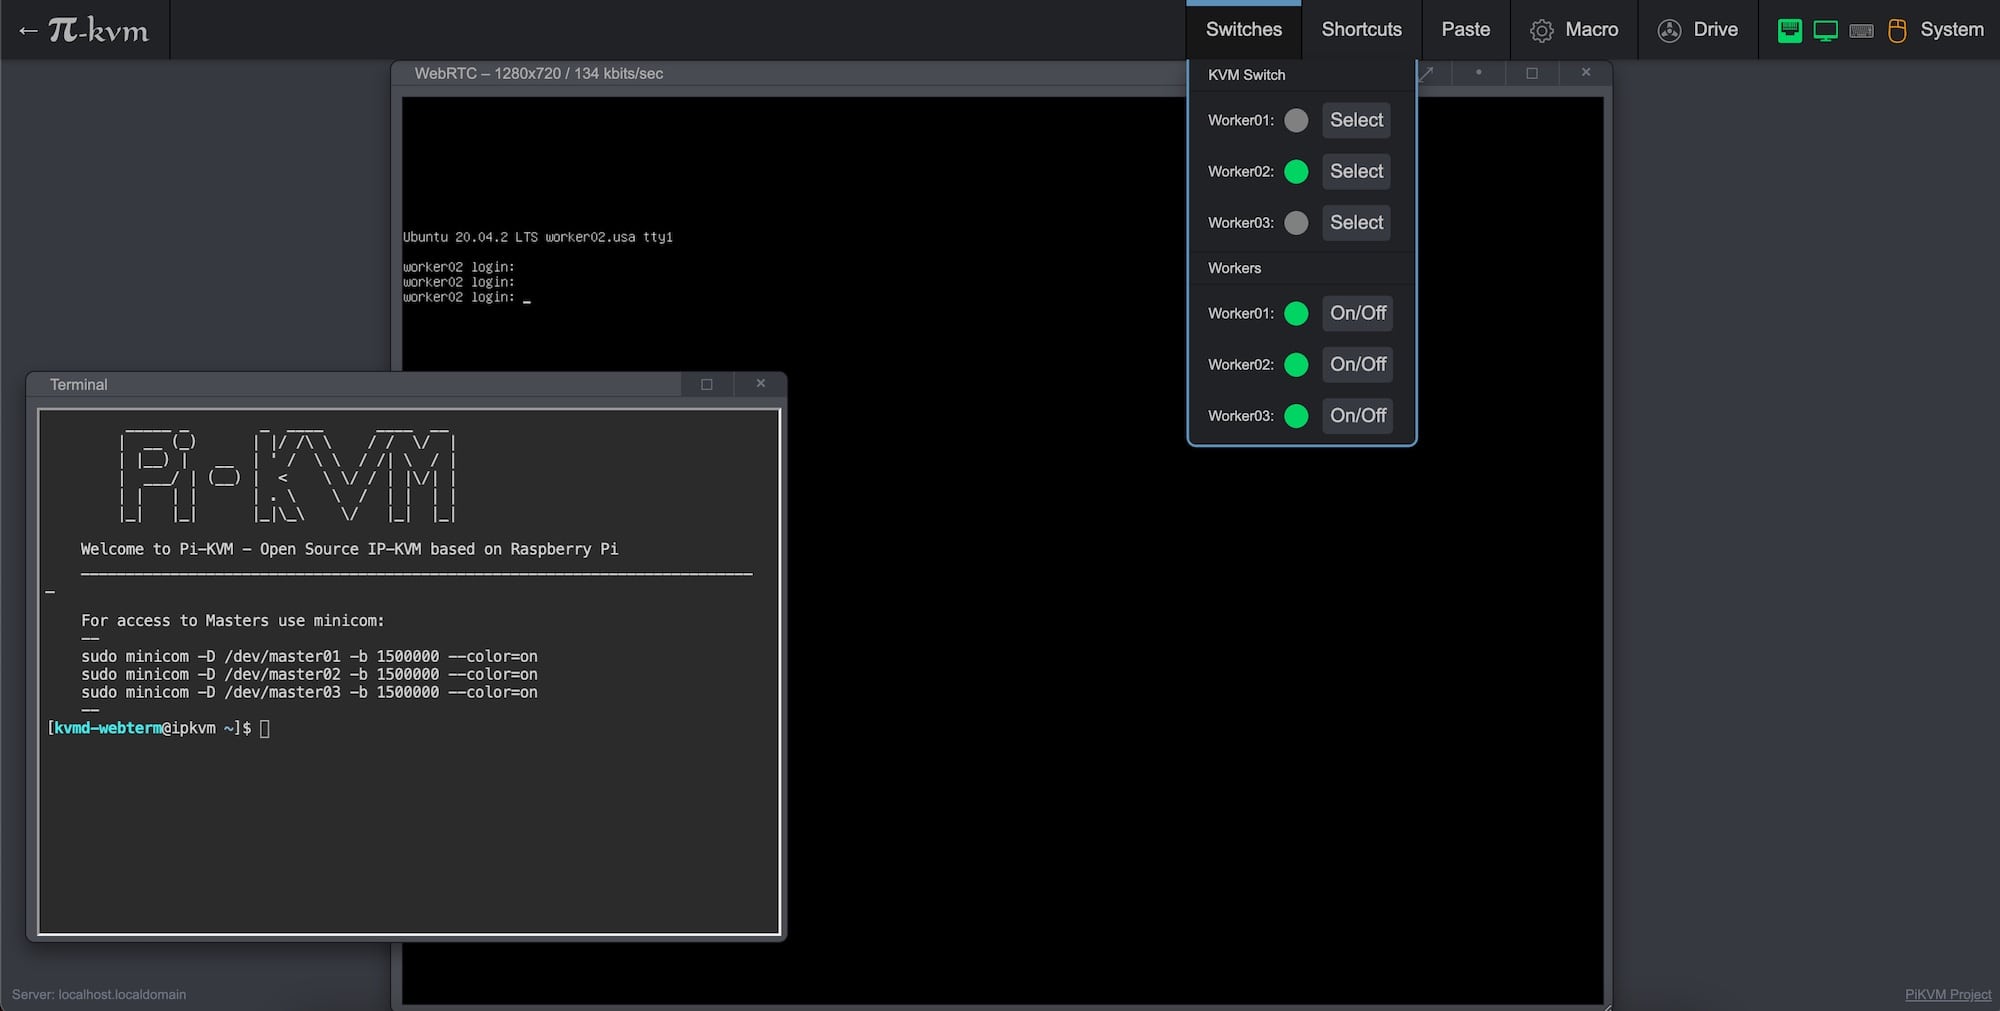 ← π-kvm
Switches
Shortcuts
Paste
Macro
Drive
System
WebRTC – 1280x720 / 134 kbits/sec
KVM Switch
Worker01: Select
Worker02: Select
Worker03: Select
Workers
Worker01: On/Off
Worker02: On/Off
Worker03: On/Off
Ubuntu 20.04.2 LTS worker02.usa tty1
worker02 login:
worker02 login:
worker02 login: _
Terminal
Pi-KVM
Welcome to Pi-KVM - Open Source IP-KVM based on Raspberry Pi
For access to Masters use minicom:
--
sudo minicom -D /dev/master01 -b 1500000 --color=on
sudo minicom -D /dev/master02 -b 1500000 --color=on
sudo minicom -D /dev/master03 -b 1500000 --color=on
--
[kvmd-webterm@ipkvm ~]$
Server: localhost.localdomain
PiKVM Project